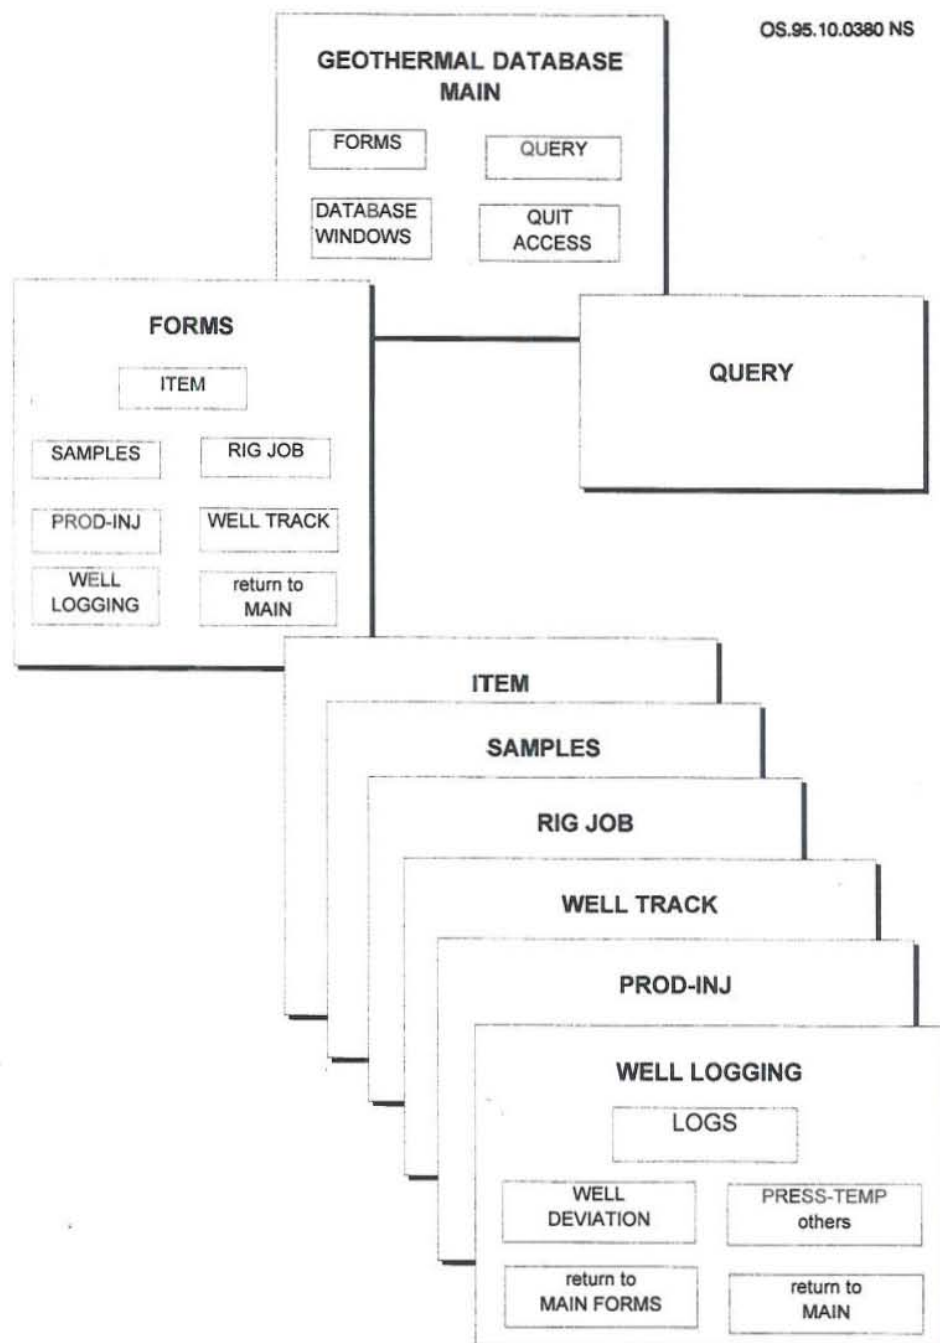 OS.95.10.0380 NS
GEOTHERMAL DATABASE
MAIN
FORMS
QUERY
DATABASE
WINDOWS
QUIT
ACCESS
FORMS
ITEM
SAMPLES
RIG JOB
PROD-INJ
WELL TRACK
WELL
LOGGING
return to
MAIN
QUERY
ITEM
SAMPLES
RIG JOB
WELL TRACK
PROD-INJ
WELL LOGGING
LOGS
WELL
DEVIATION
PRESS-TEMP
others
return to
MAIN FORMS
return to
MAIN